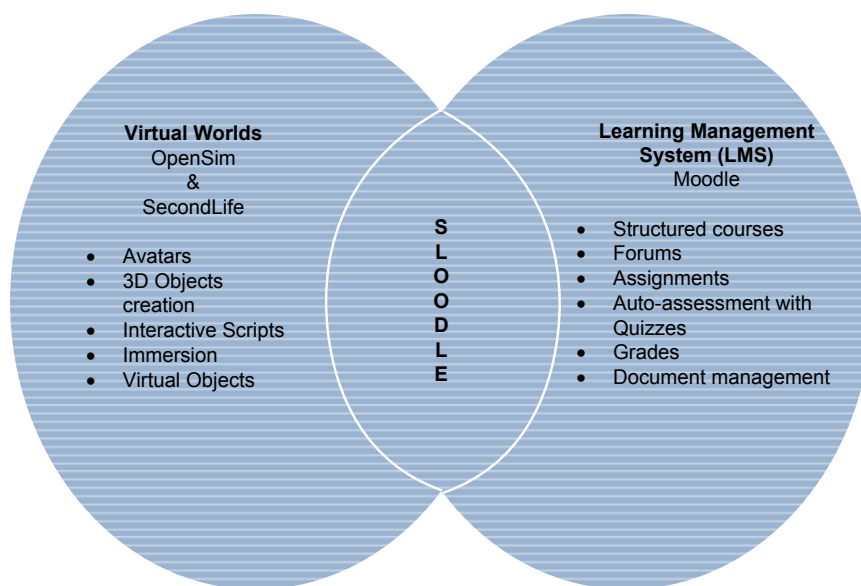 Virtual Worlds
OpenSim
&
SecondLife
• Avatars
• 3D Objects
creation
• Interactive Scripts
• Immersion
• Virtual Objects
S
L
O
O
D
L
E
Learning Management
System (LMS)
Moodle
• Structured courses
• Forums
• Assignments
• Auto-assessment with
Quizzes
• Grades
• Document management